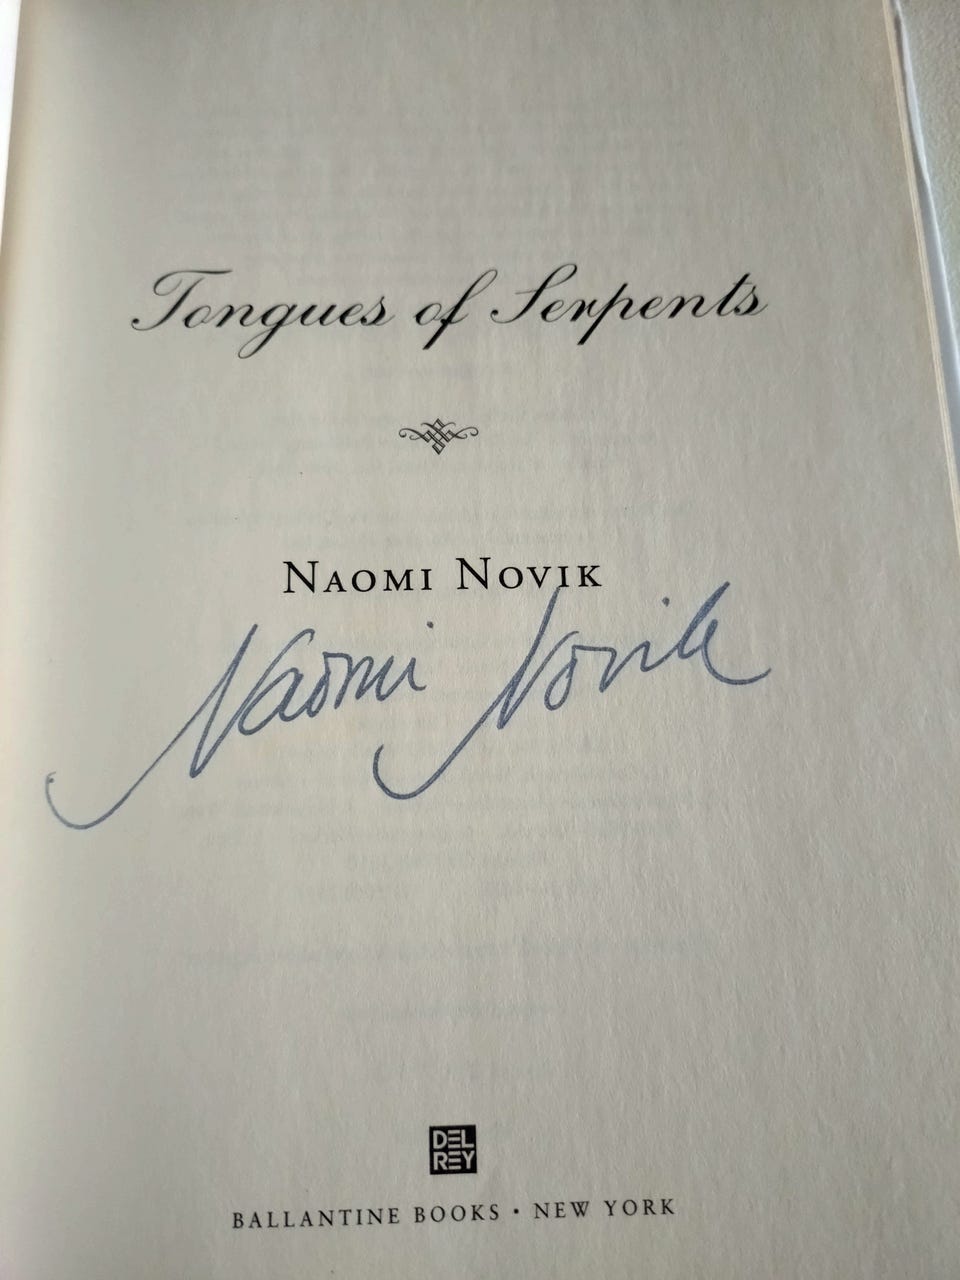 Tongues of Serpents
Naomi Novik
Naomi Novik
DEL
REY
BALLANTINE BOOKS • NEW YORK